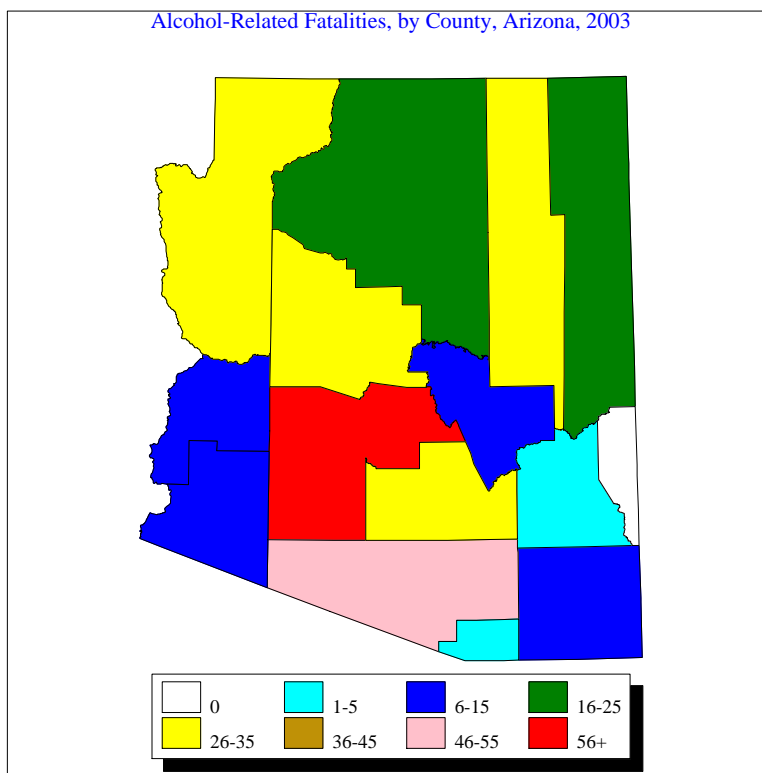 Alcohol-Related Fatalities, by County, Arizona, 2003
0 1-5 6-15 16-25
26-35 36-45 46-55 56+